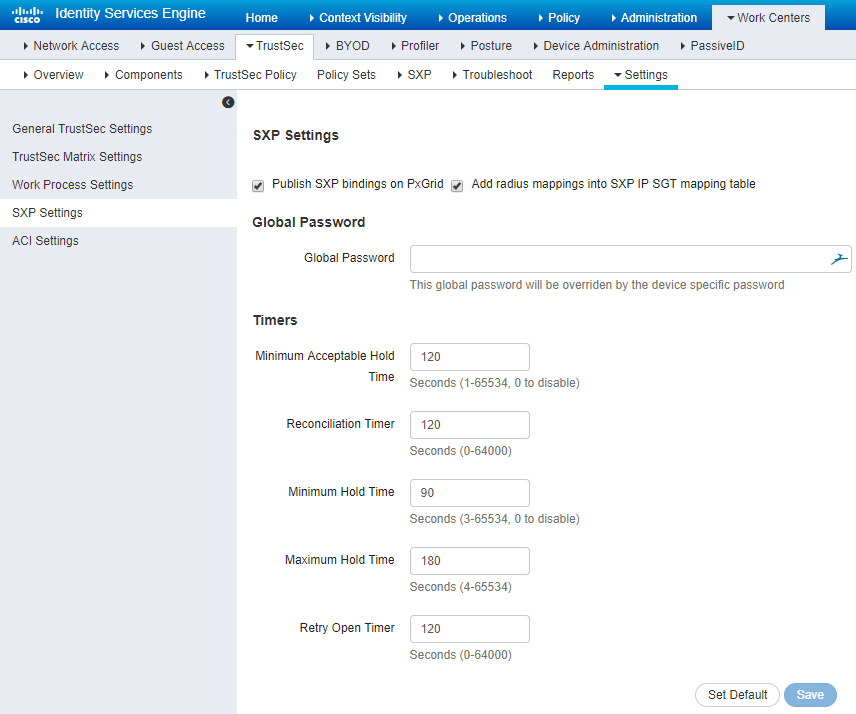 cisco Identity Services Engine Home Context Visibility Operations Policy Administration Work Centers
Network Access Guest Access TrustSec BYOD Profiler Posture Device Administration PassiveID
Overview Components TrustSec Policy Policy Sets SXP Troubleshoot Reports Settings
General TrustSec Settings
TrustSec Matrix Settings
Work Process Settings
SXP Settings
ACI Settings
SXP Settings
Publish SXP bindings on PxGrid Add radius mappings into SXP IP SGT mapping table
Global Password
Global Password
This global password will be overriden by the device specific password
Timers
Minimum Acceptable Hold Time 120
Seconds (1-65534, 0 to disable)
Reconciliation Timer 120
Seconds (0-64000)
Minimum Hold Time 90
Seconds (3-65534, 0 to disable)
Maximum Hold Time 180
Seconds (4-65534)
Retry Open Timer 120
Seconds (0-64000)
Set Default Save